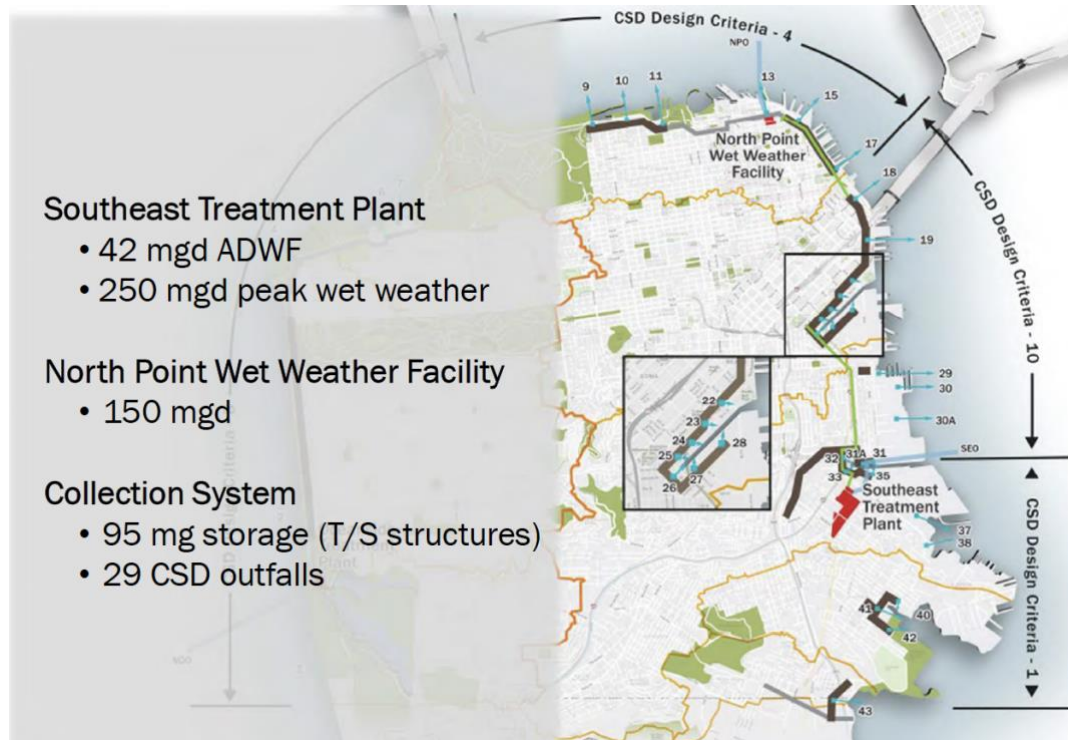 Southeast Treatment Plant
• 42 mgd ADWF
• 250 mgd peak wet weather
North Point Wet Weather Facility
• 150 mgd
Collection System
• 95 mg storage (T/S structures)
• 29 CSD outfalls
CSD Design Criteria - 4
NPO
9
10
11
13
15
North Point
Wet Weather
Facility
17
18
19
CSD Design Criteria - 10
29
30
30A
22
23
24
28
25
27
26
SEO
32
31A
31
33
35
Southeast
Treatment
Plant
37
38
CSD Design Criteria - 1
41
40
42
43